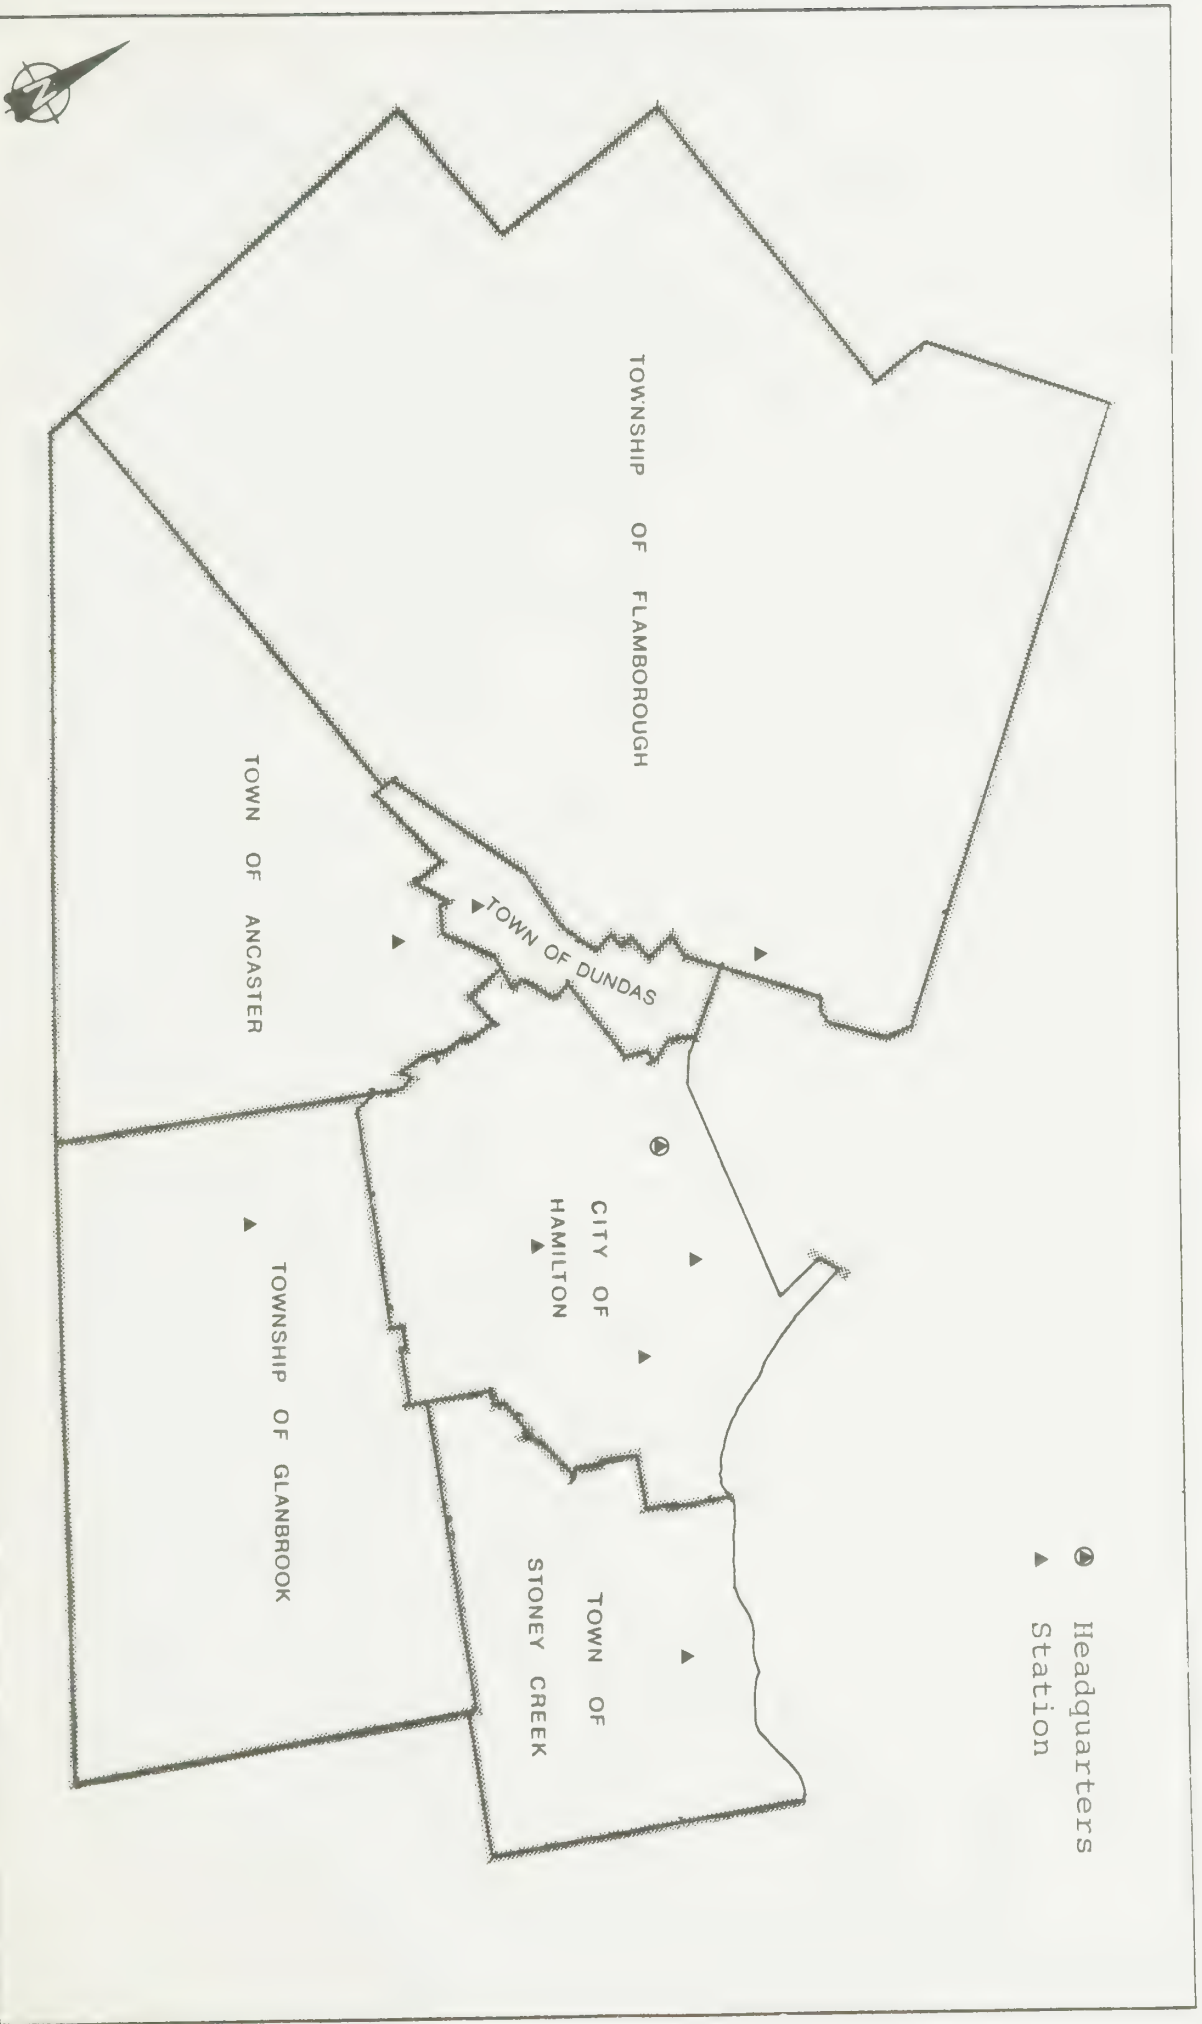 Headquarters
Station
TOWNSHIP OF FLAMBOROUGH
TOWN OF DUNDAS
TOWN OF ANCASTER
CITY OF
HAMILTON
TOWN OF
STONEY CREEK
TOWNSHIP OF GLANBROOK
N